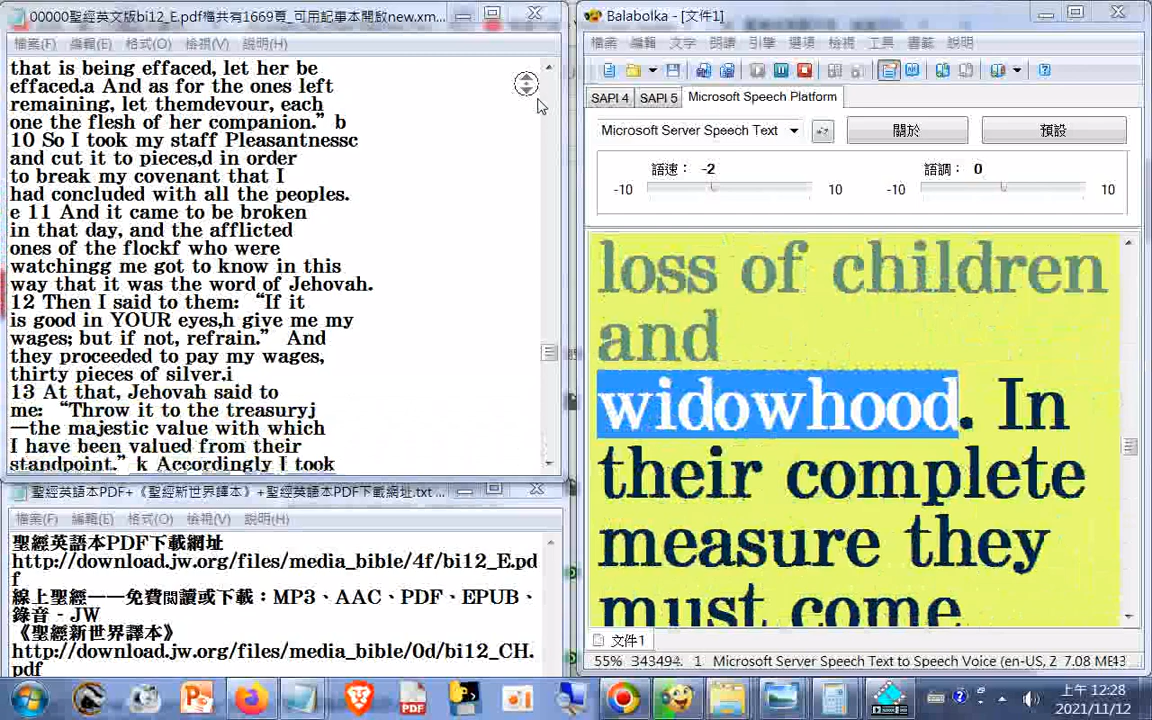 00000聖經英文版bi12_E.pdf檔共有1669頁_可用記事本開啟new.xm...
檔案(F) 編輯(E) 格式(O) 檢視(V) 說明(H)
that is being effaced, let her be
effaced.a And as for the ones left
remaining, let themdevour, each
one the flesh of her companion.” b
10 So I took my staff Pleasantnessc
and cut it to pieces,d in order
to break my covenant that I
had concluded with all the peoples.
e 11 And it came to be broken
in that day, and the afflicted
ones of the flockf who were
watchingg me got to know in this
way that it was the word of Jehovah.
12 Then I said to them: “If it
is good in YOUR eyes,h give me my
wages; but if not, refrain.” And
they proceeded to pay my wages,
thirty pieces of silver.i
13 At that, Jehovah said to
me: “Throw it to the treasuryj
—the majestic value with which
I have been valued from their
standpoint.” k Accordingly I took
聖經英語本PDF+《聖經新世界譯本》+聖經英語本PDF下載網址.txt ...
檔案(F) 編輯(E) 格式(O) 檢視(V) 說明(H)
聖經英語本PDF下載網址
http://download.jw.org/files/media_bible/4f/bi12_E.pd
f
線上聖經──免費閱讀或下載：MP3、AAC、PDF、EPUB、
錄音 - JW
《聖經新世界譯本》
http://download.jw.org/files/media_bible/0d/bi12_CH.
pdf
Balabolka - [文件1]
檔案 編輯 文字 朗讀 引擎 選項 檢視 工具 書籤 說明
SAPI 4 SAPI 5 Microsoft Speech Platform
Microsoft Server Speech Text 關於 預設
語速： -2 語調： 0
-10 10 -10 10
loss of children
and
widowhood. In
their complete
measure they
must come
文件1
55% 343494. 1 Microsoft Server Speech Text to Speech Voice (en-US, Z 7.08 ME
上午 12:28
2021/11/12